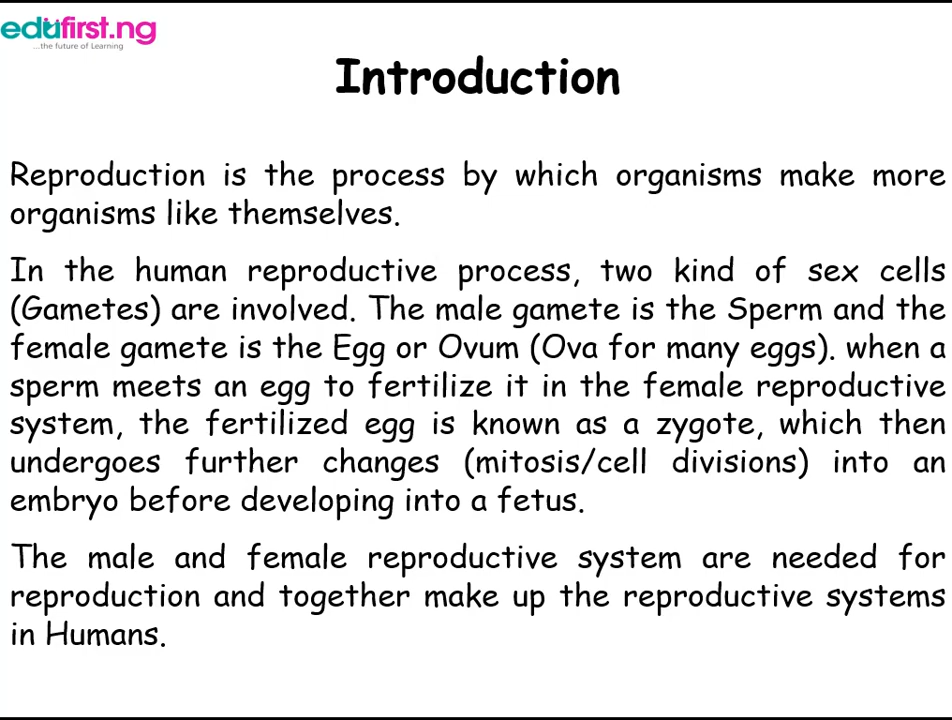 edufirst.ng
...the future of Learning
Introduction
Reproduction is the process by which organisms make more
organisms like themselves.
In the human reproductive process, two kind of sex cells
(Gametes) are involved. The male gamete is the Sperm and the
female gamete is the Egg or Ovum (Ova for many eggs). when a
sperm meets an egg to fertilize it in the female reproductive
system, the fertilized egg is known as a zygote, which then
undergoes further changes (mitosis/cell divisions) into an
embryo before developing into a fetus.
The male and female reproductive system are needed for
reproduction and together make up the reproductive systems
in Humans.